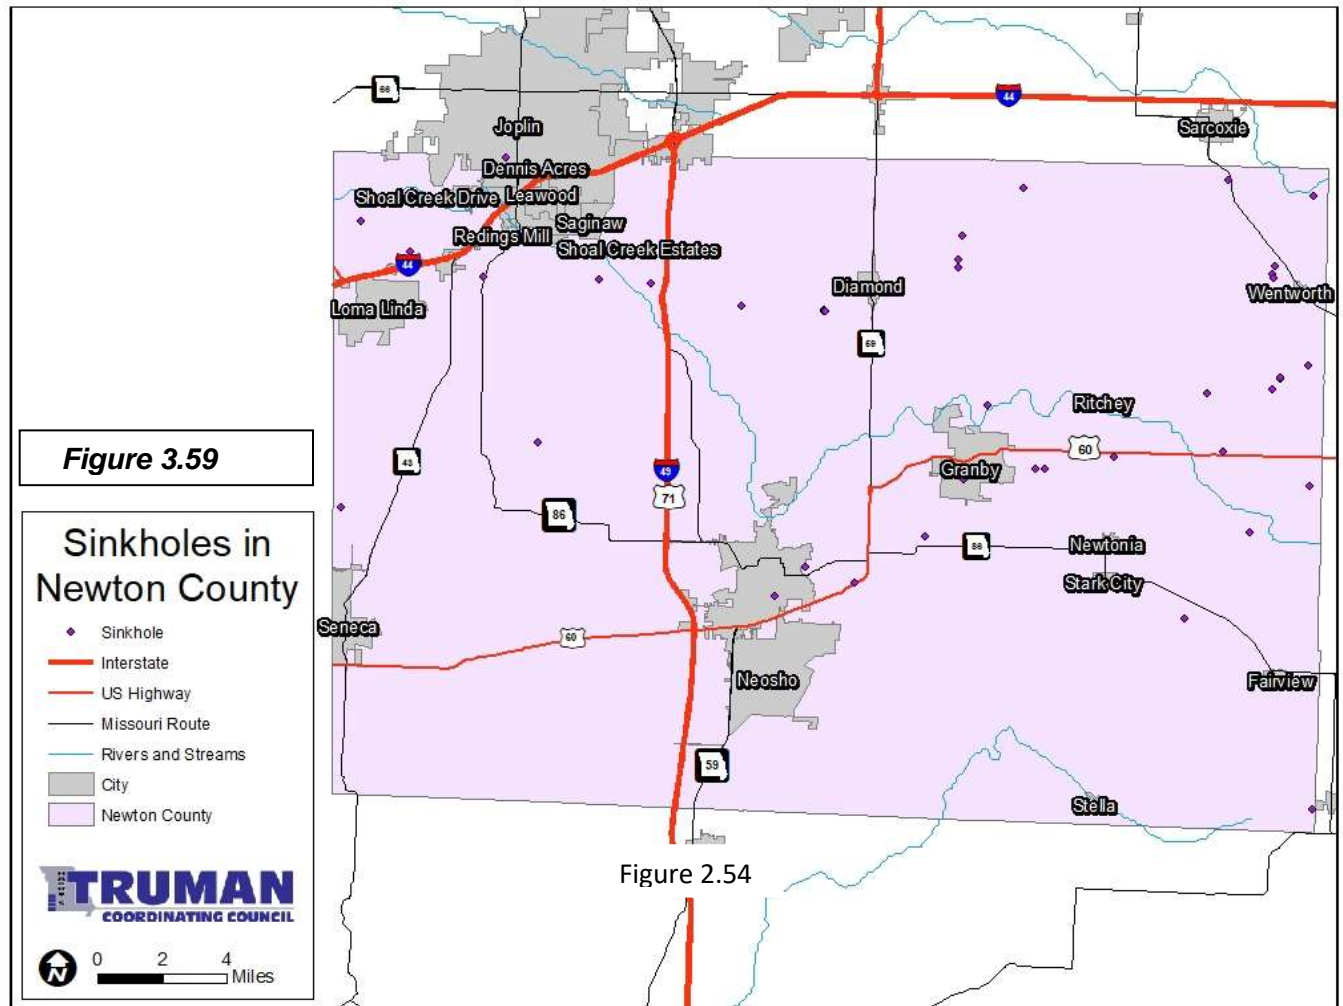 66
44
Joplin
Sarcoxie
Dennis Acres
Shoal Creek Drive
Leawood
Saginaw
Redings Mill
Shoal Creek Estates
44
Diamond
Wentworth
Loma Linda
59
Ritchey
Figure 3.59
43
49
71
60
Granby
86
86
Newtonia
Stark City
Seneca
60
Neosho
Fairview
59
Stella
Figure 2.54
Sinkholes in
Newton County
Sinkhole
Interstate
US Highway
Missouri Route
Rivers and Streams
City
Newton County
TRUMAN
COORDINATING COUNCIL
N
0 2 4
Miles